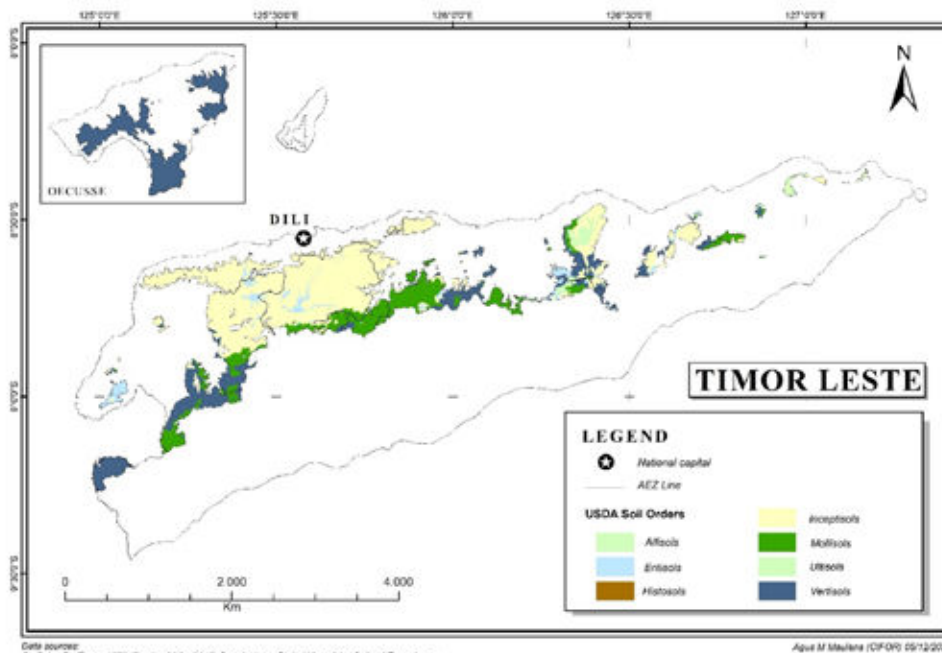 125°0'0"E
125°30'0"E
126°0'0"E
126°30'0"E
127°0'0"E
N
OECUSSE
DILI
TIMOR LESTE
LEGEND
National capital
AEZ Line
USDA Soil Orders
Alfisols
Entisols
Histosols
Inceptisols
Mollisols
Ultisols
Vertisols
0 2 000 4 000
Km
Data sources:
Agus M Maulana (CIFOR)